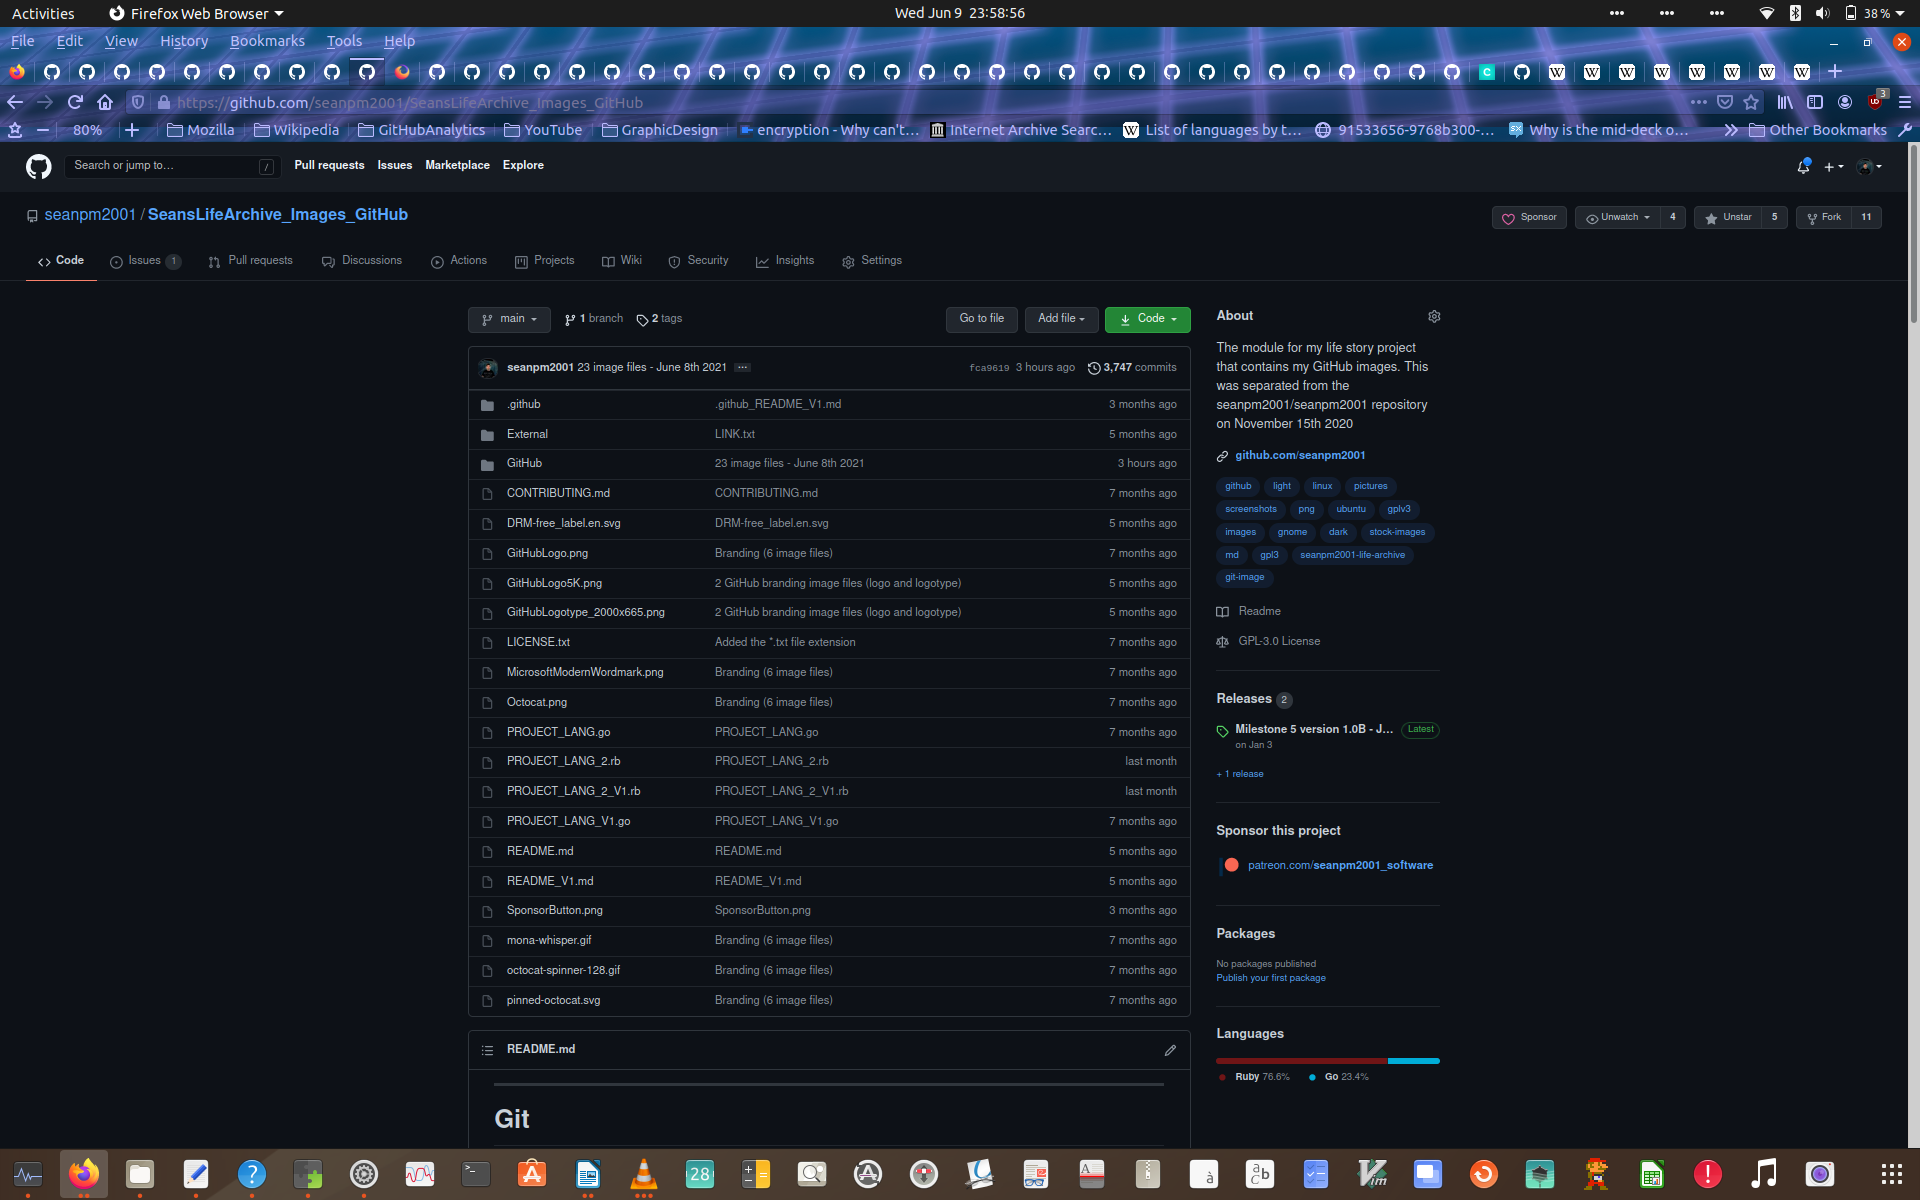 Activities Firefox Web Browser Wed Jun 9 23:58:56 38 %
File Edit View History Bookmarks Tools Help
https://github.com/seanpm2001/SeansLifeArchive_Images_GitHub 3
80% Mozilla Wikipedia GitHubAnalytics YouTube GraphicDesign encryption - Why can't… Internet Archive Searc… List of languages by t… 91533656-9768b300-… Why is the mid-deck o… Other Bookmarks
Search or jump to… / Pull requests Issues Marketplace Explore
seanpm2001 / SeansLifeArchive_Images_GitHub Sponsor Unwatch 4 Unstar 5 Fork 11
Code Issues 1 Pull requests Discussions Actions Projects Wiki Security Insights Settings
main 1 branch 2 tags Go to file Add file Code
seanpm2001 23 image files - June 8th 2021 fca9619 3 hours ago 3,747 commits
.github .github_README_V1.md 3 months ago
External LINK.txt 5 months ago
GitHub 23 image files - June 8th 2021 3 hours ago
CONTRIBUTING.md CONTRIBUTING.md 7 months ago
DRM-free_label.en.svg DRM-free_label.en.svg 5 months ago
GitHubLogo.png Branding (6 image files) 7 months ago
GitHubLogo5K.png 2 GitHub branding image files (logo and logotype) 5 months ago
GitHubLogotype_2000x665.png 2 GitHub branding image files (logo and logotype) 5 months ago
LICENSE.txt Added the *.txt file extension 7 months ago
MicrosoftModernWordmark.png Branding (6 image files) 7 months ago
Octocat.png Branding (6 image files) 7 months ago
PROJECT_LANG.go PROJECT_LANG.go 7 months ago
PROJECT_LANG_2.rb PROJECT_LANG_2.rb last month
PROJECT_LANG_2_V1.rb PROJECT_LANG_2_V1.rb last month
PROJECT_LANG_V1.go PROJECT_LANG_V1.go 7 months ago
README.md README.md 5 months ago
README_V1.md README_V1.md 5 months ago
SponsorButton.png SponsorButton.png 3 months ago
mona-whisper.gif Branding (6 image files) 7 months ago
octocat-spinner-128.gif Branding (6 image files) 7 months ago
pinned-octocat.svg Branding (6 image files) 7 months ago
README.md
Git
About
The module for my life story project
that contains my GitHub images. This
was separated from the
seanpm2001/seanpm2001 repository
on November 15th 2020
github.com/seanpm2001
github light linux pictures
screenshots png ubuntu gplv3
images gnome dark stock-images
md gpl3 seanpm2001-life-archive
git-image
Readme
GPL-3.0 License
Releases 2
Milestone 5 version 1.0B - J… Latest
on Jan 3
+ 1 release
Sponsor this project
patreon.com/seanpm2001_software
Packages
No packages published
Publish your first package
Languages
Ruby 76.6% Go 23.4%
28